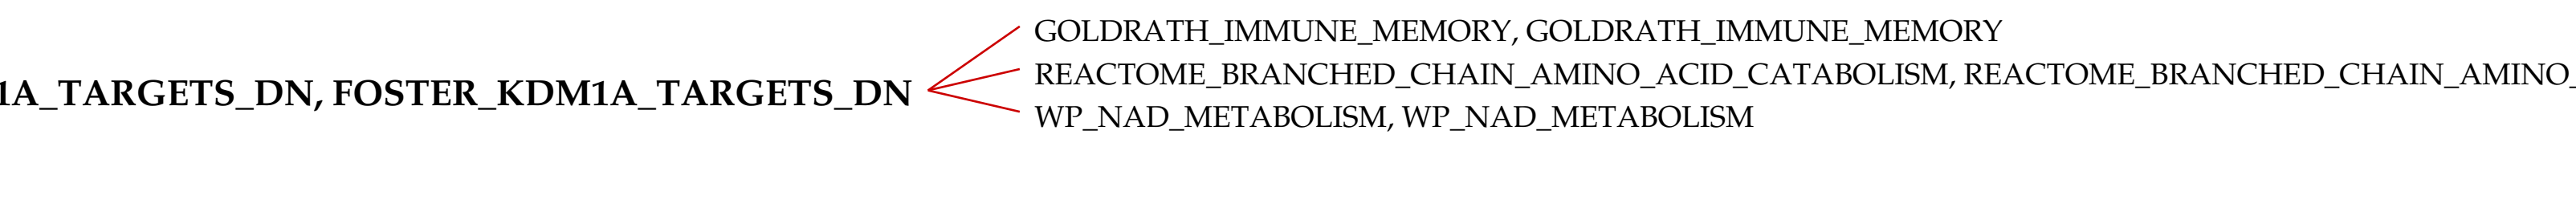 1A_TARGETS_DN, FOSTER_KDM1A_TARGETS_DN
GOLDRATH_IMMUNE_MEMORY, GOLDRATH_IMMUNE_MEMORY
REACTOME_BRANCHED_CHAIN_AMINO_ACID_CATABOLISM, REACTOME_BRANCHED_CHAIN_AMINO_
WP_NAD_METABOLISM, WP_NAD_METABOLISM